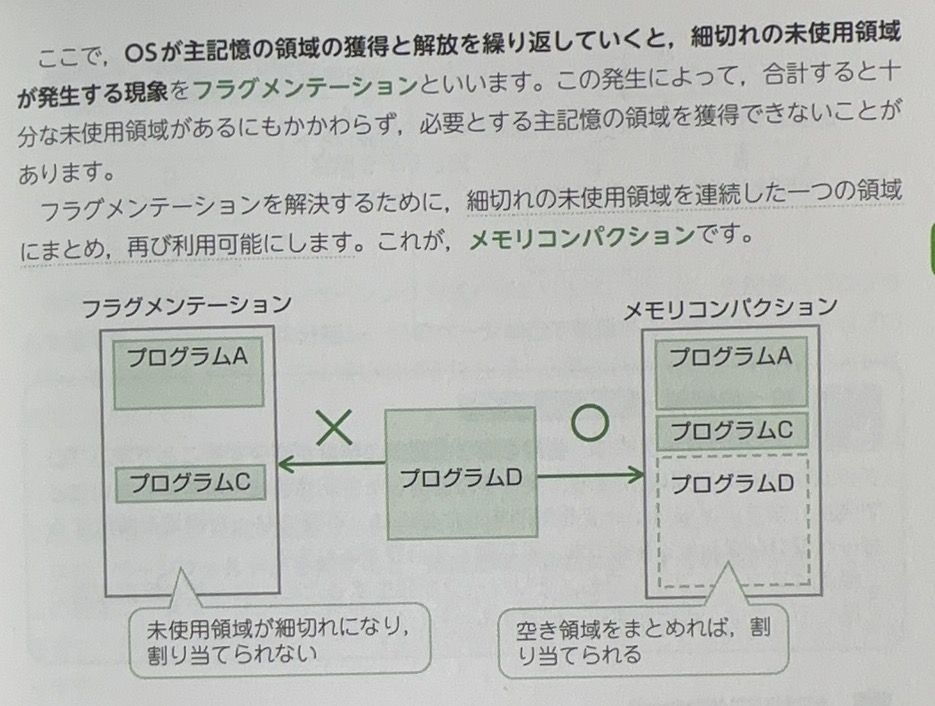 ここで，OSが主記憶の領域の獲得と解放を繰り返していくと，細切れの未使用領域
が発生する現象をフラグメンテーションといいます。この発生によって，合計すると十
分な未使用領域があるにもかかわらず，必要とする主記憶の領域を獲得できないことが
あります。
フラグメンテーションを解決するために，細切れの未使用領域を連続した一つの領域
にまとめ，再び利用可能にします。これが，メモリコンパクションです。
フラグメンテーション
メモリコンパクション
プログラムA
プログラムC
プログラムD
プログラムA
プログラムC
プログラムD
未使用領域が細切れになり，
割り当てられない
空き領域をまとめれば，割
り当てられる